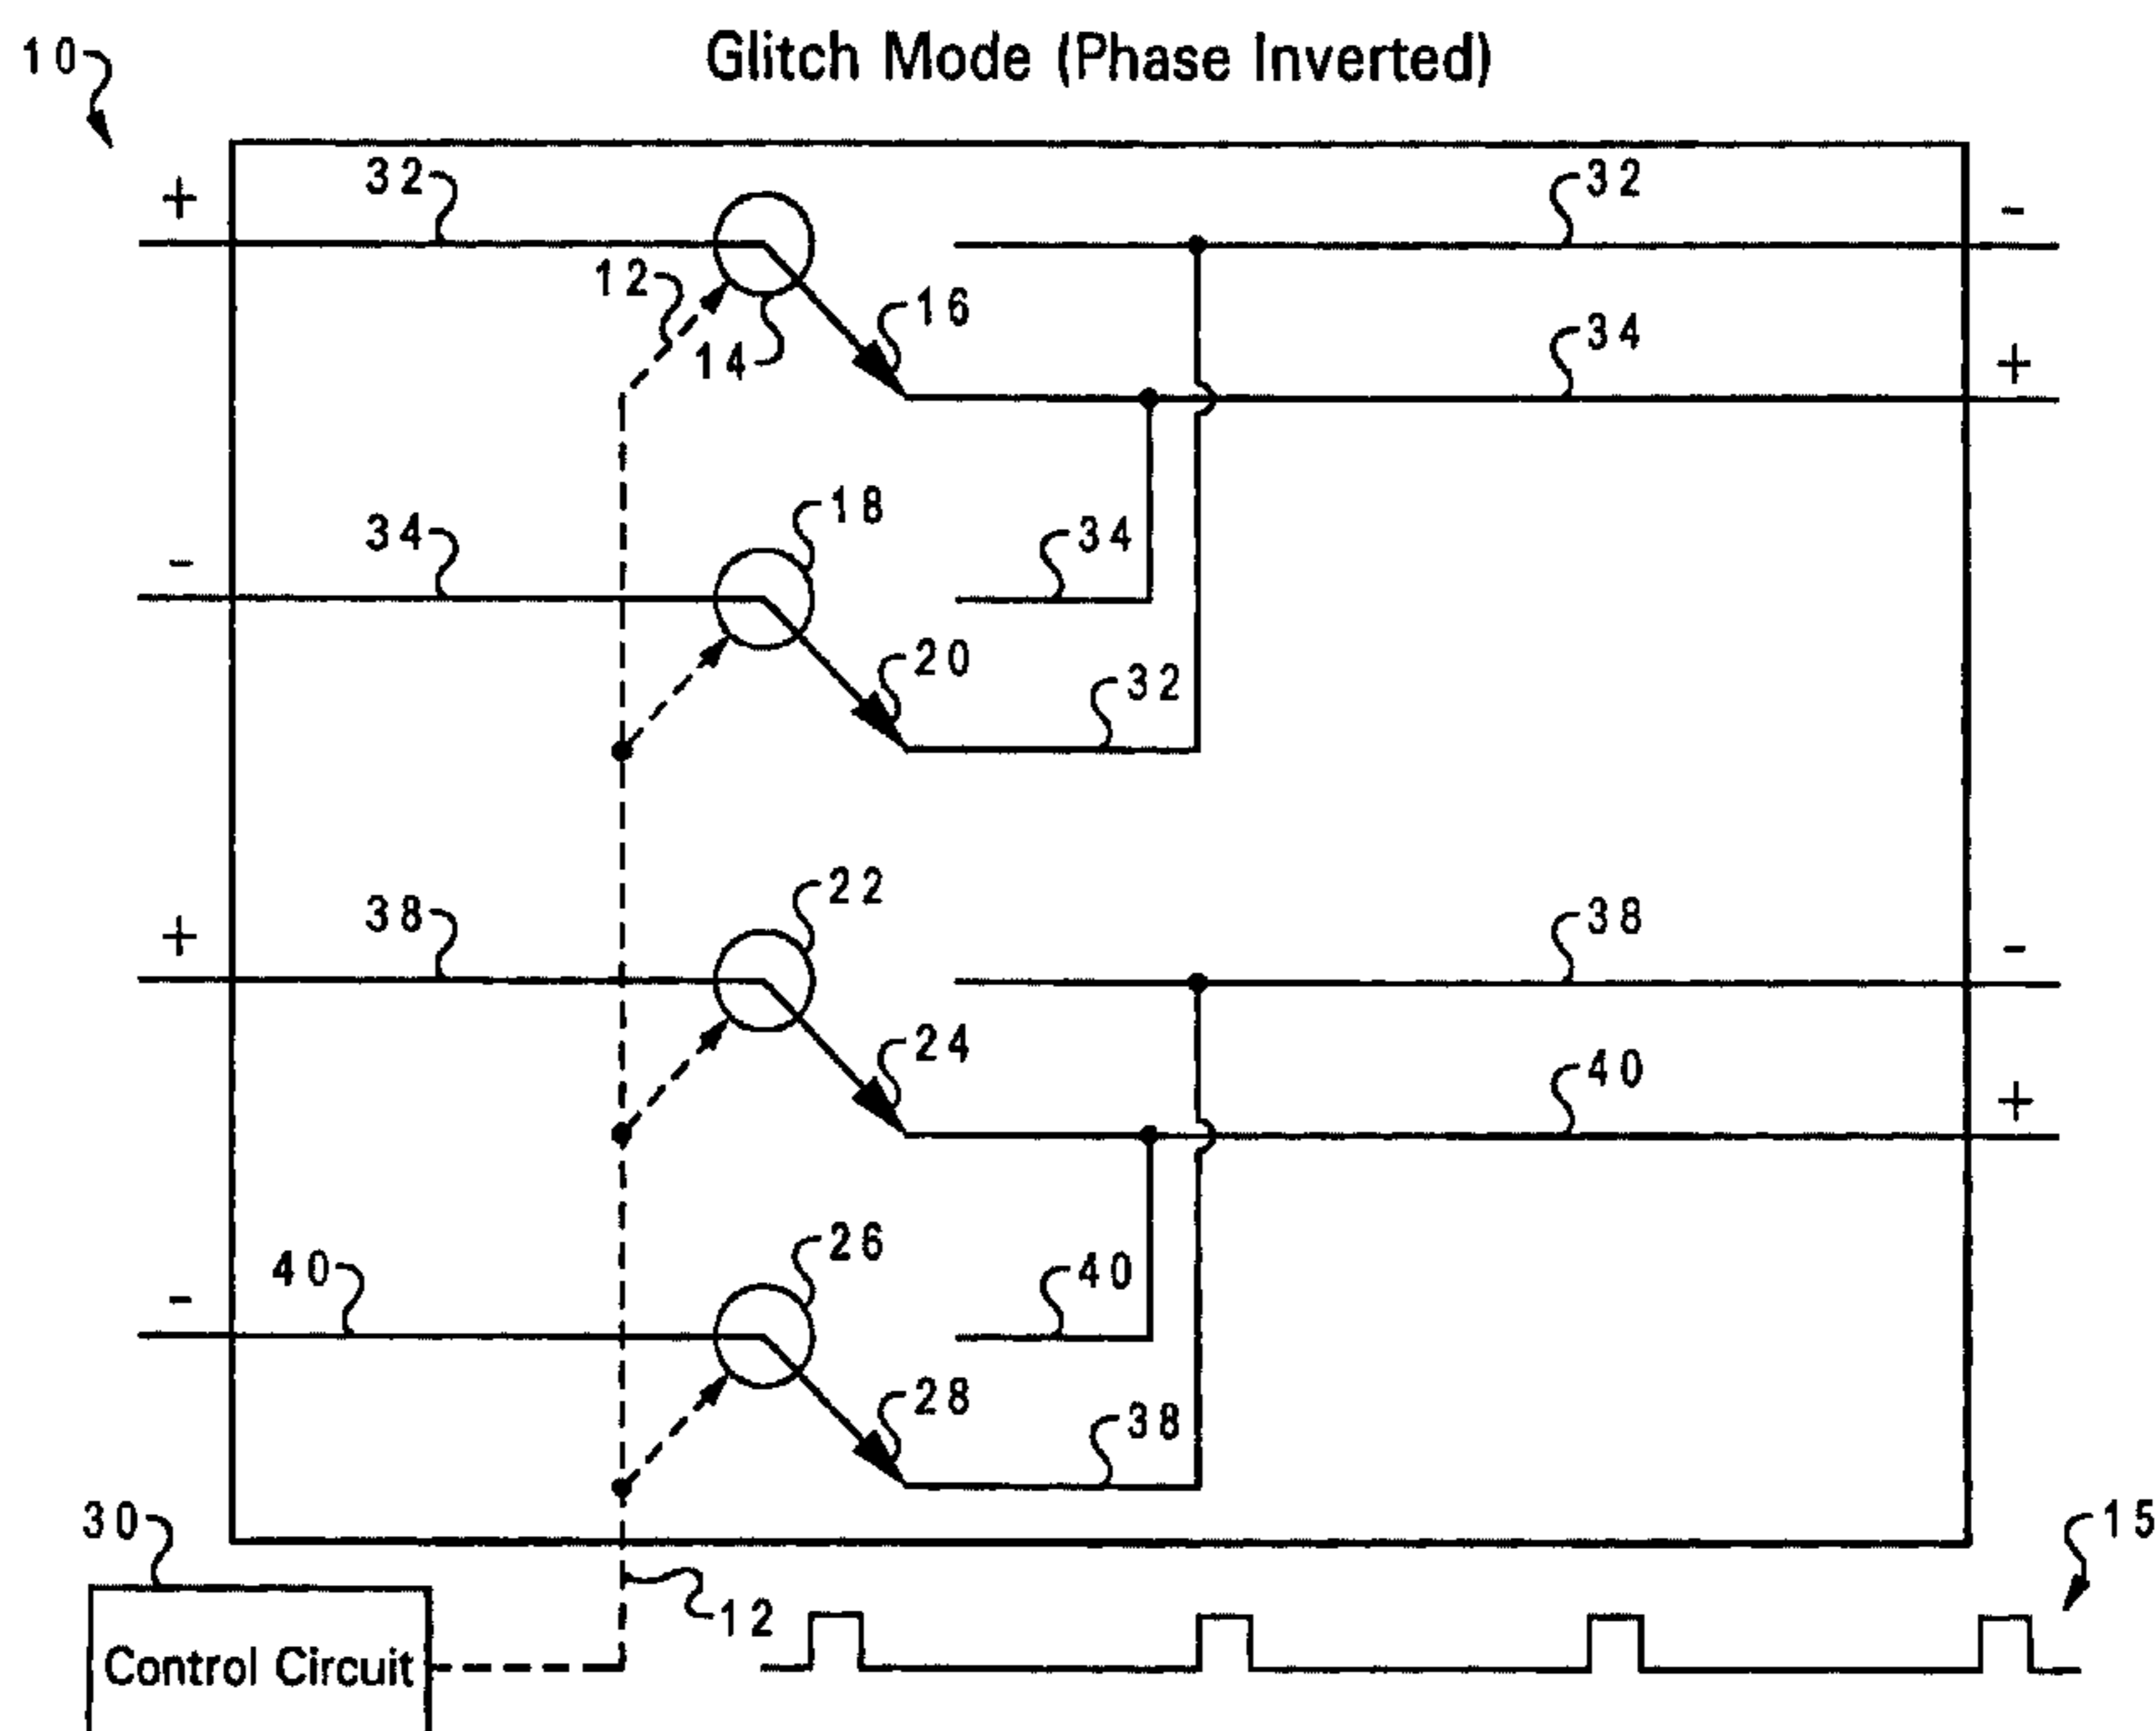 Glitch Mode (Phase Inverted)
10
+ 32 32 -
12 14 16 34 +
- 34 18 34
20 32
+ 38 22 38 -
24 40 +
- 40 26 40
28 38
30 15
12
Control Circuit